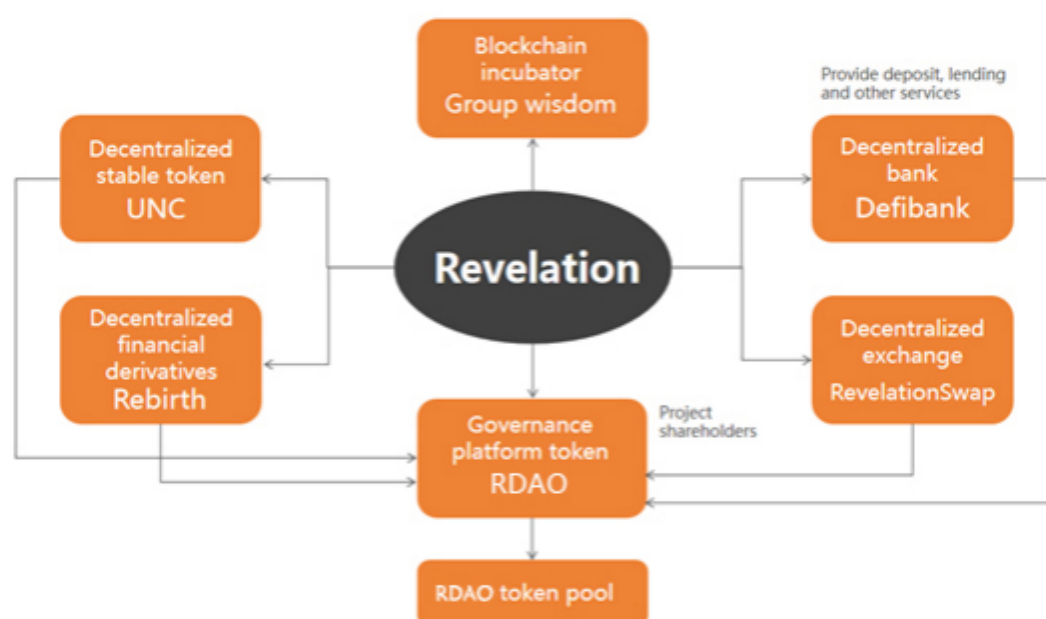 Blockchain
incubator
Group wisdom
Provide deposit, lending
and other services
Decentralized
stable token
UNC
Decentralized
bank
Defibank
Revelation
Decentralized
financial
derivatives
Rebirth
Decentralized
exchange
RevelationSwap
Governance
platform token
RDAO
Project
shareholders
RDAO token pool